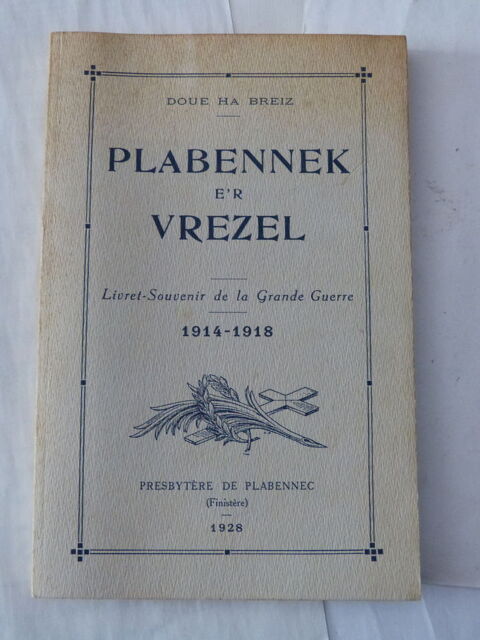 DOUE HA BREIZ
PLABENNEK
E'R
VREZEL
Livret-Souvenir de la Grande Guerre
1914-1918
PRESBYTÈRE DE PLABENNEC
(Finistère)
1928